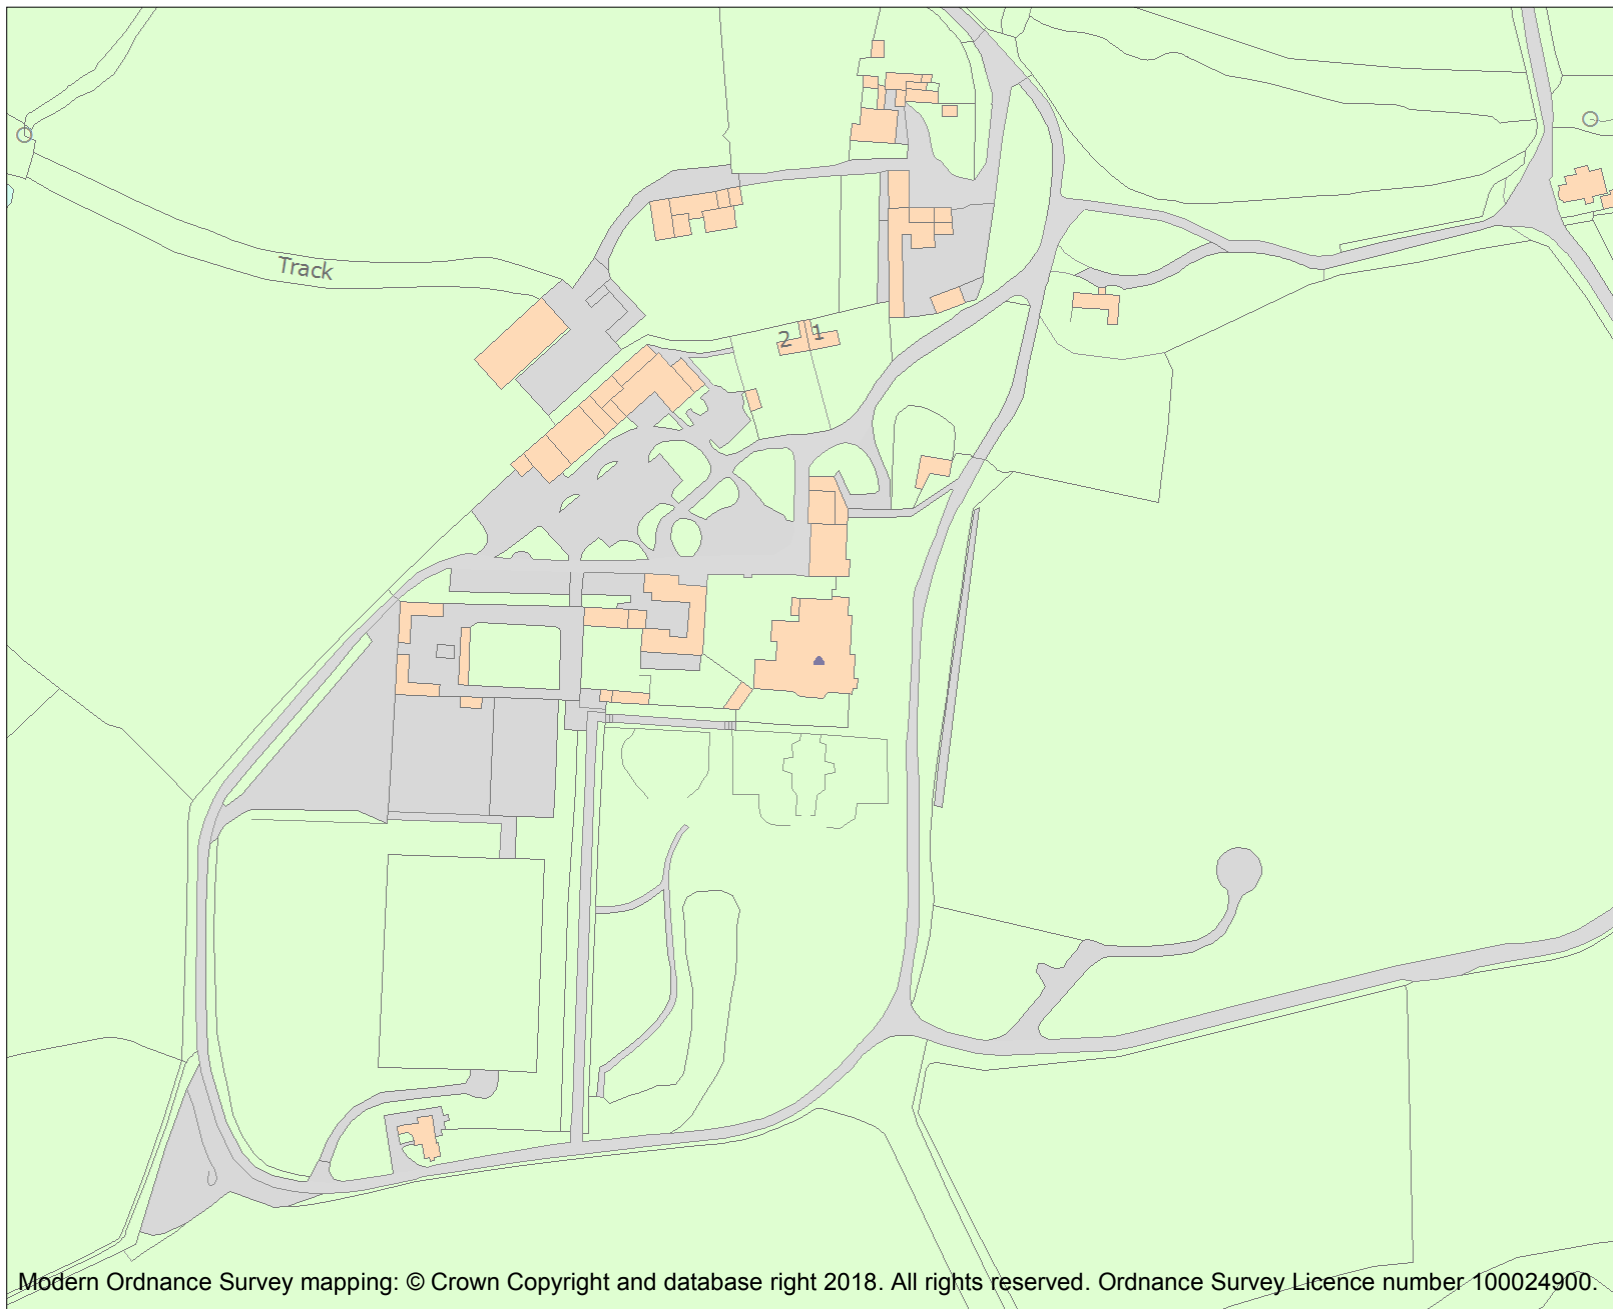 Track
2 1
Modern Ordnance Survey mapping: © Crown Copyright and database right 2018. All rights reserved. Ordnance Survey Licence number 100024900.